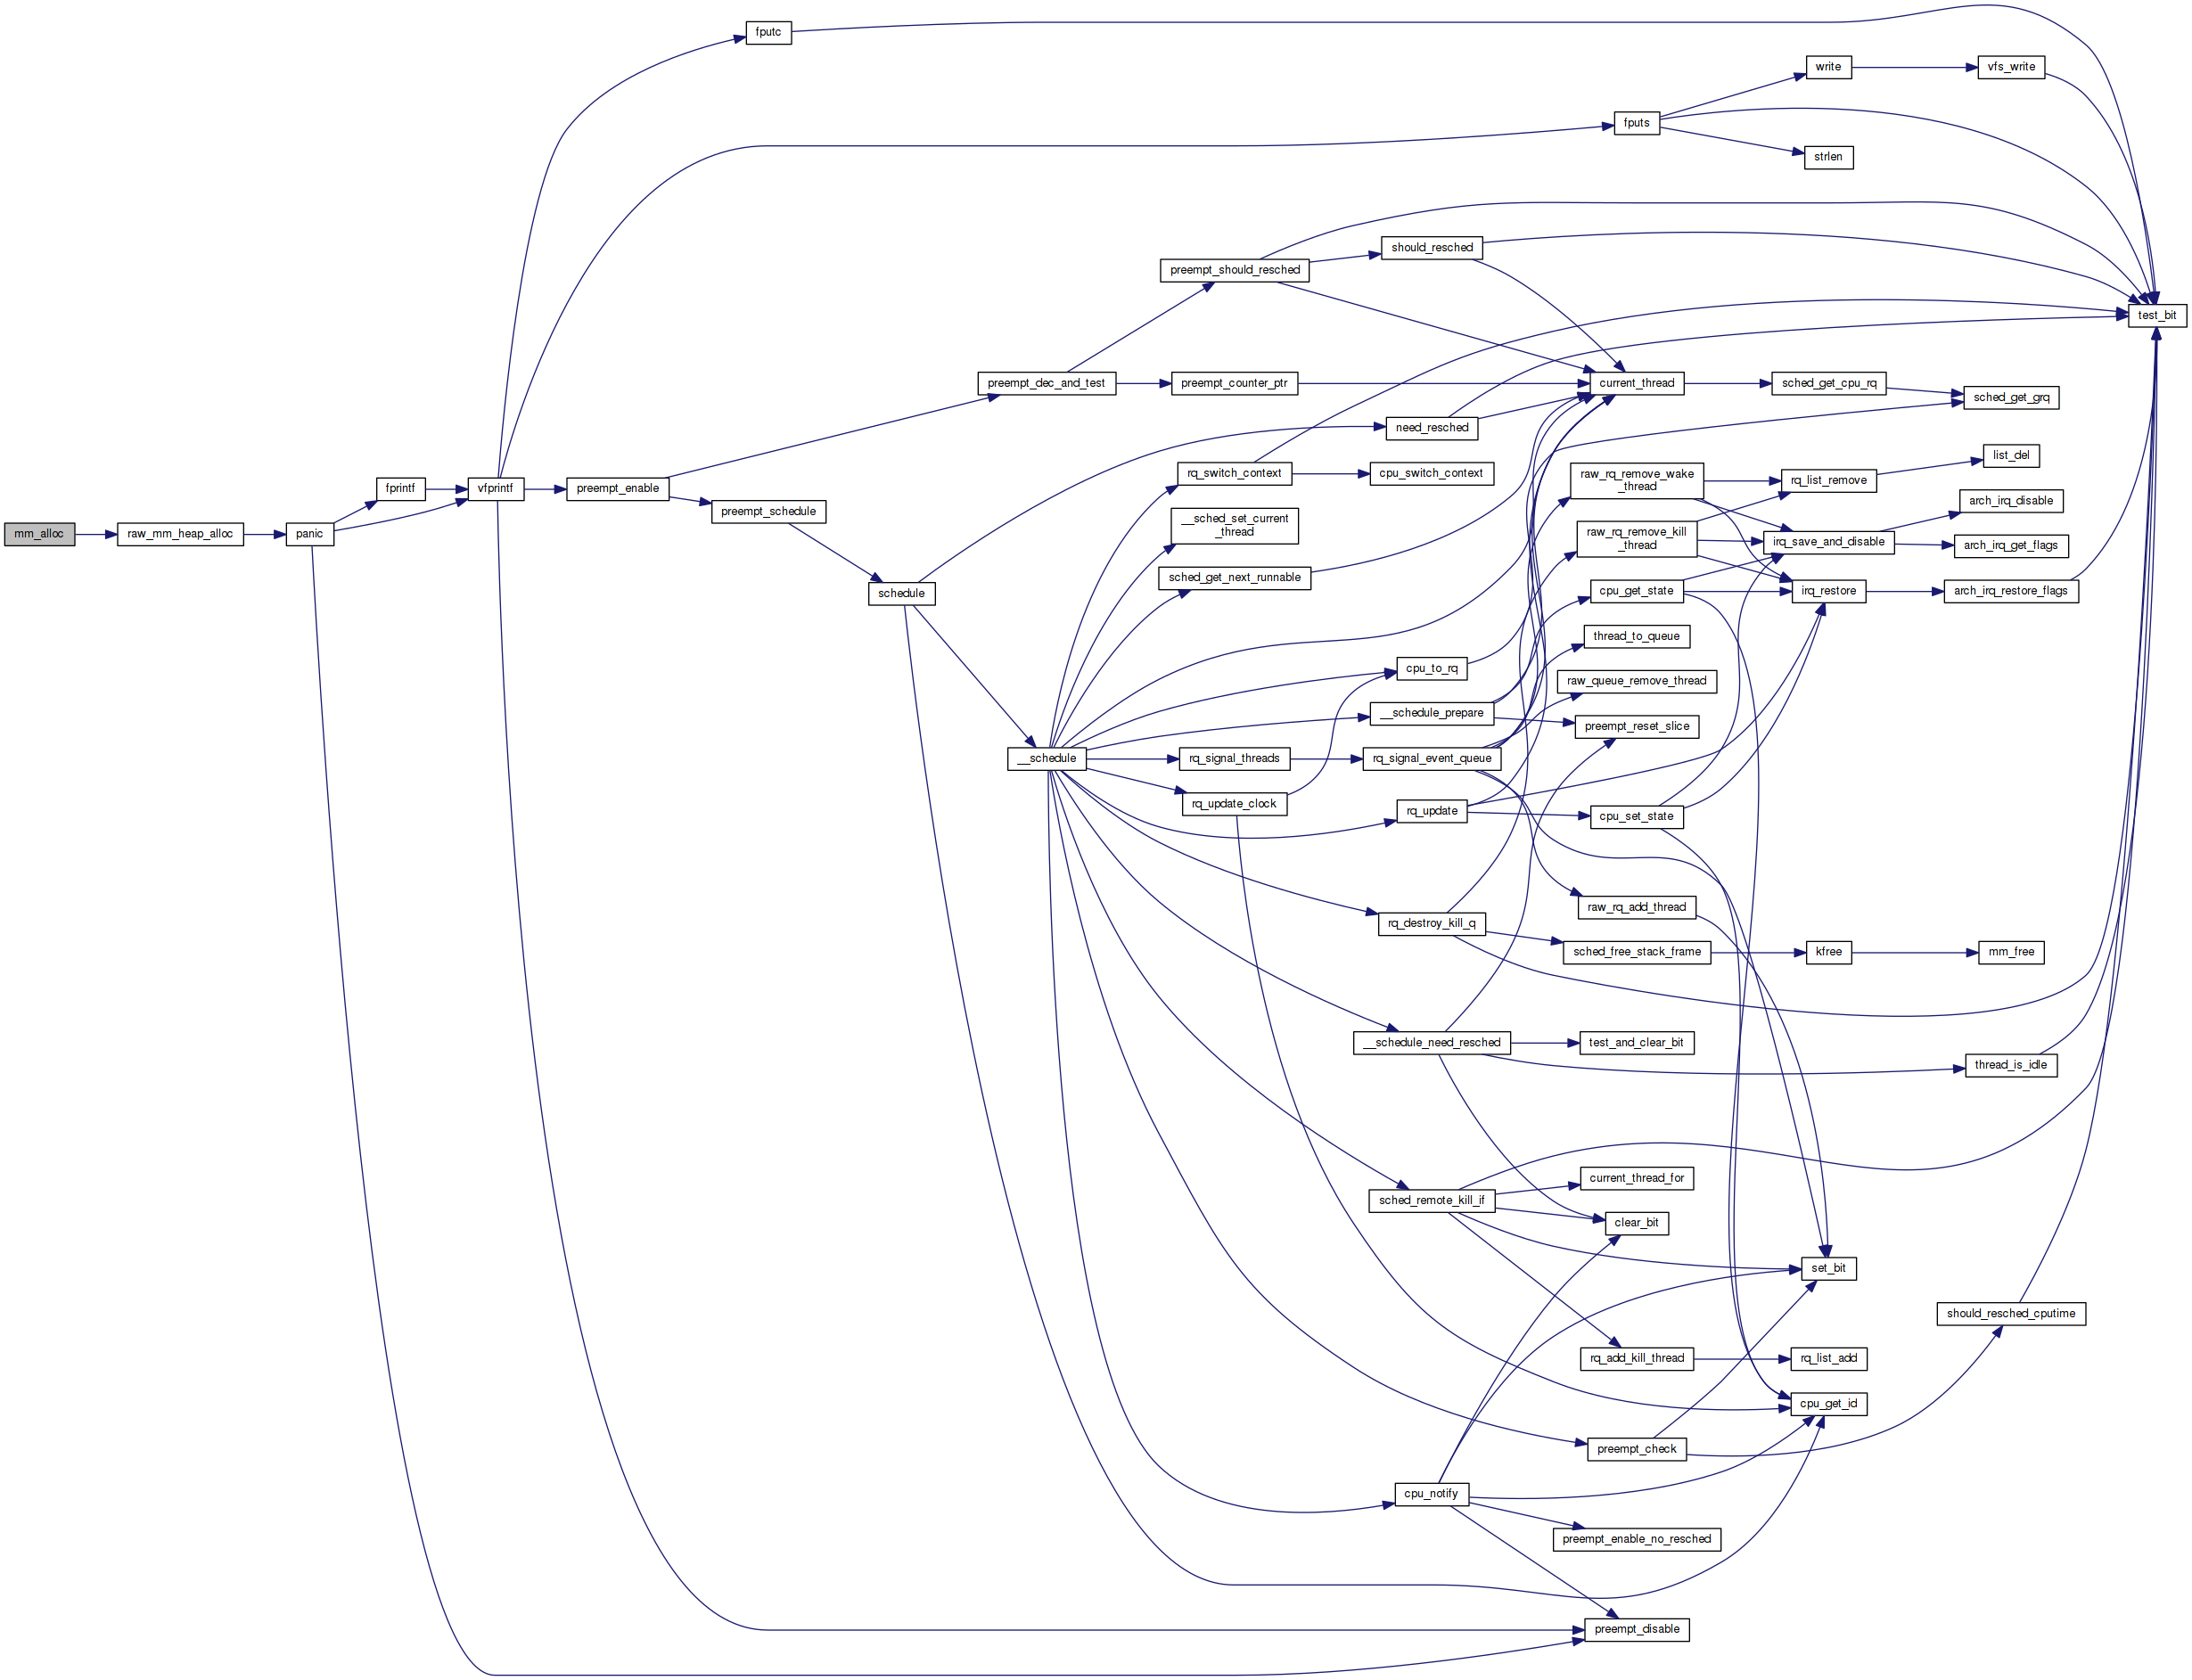 fputc
write
vfs_write
fputs
strlen
should_resched
preempt_should_resched
test_bit
preempt_dec_and_test
preempt_counter_ptr
current_thread
sched_get_cpu_rq
sched_get_grq
need_resched
list_del
rq_switch_context
cpu_switch_context
raw_rq_remove_wake
_thread
rq_list_remove
fprintf
vfprintf
preempt_enable
arch_irq_disable
preempt_schedule
__sched_set_current
_thread
mm_alloc
raw_mm_heap_alloc
panic
raw_rq_remove_kill
_thread
irq_save_and_disable
arch_irq_get_flags
sched_get_next_runnable
schedule
cpu_get_state
irq_restore
arch_irq_restore_flags
thread_to_queue
cpu_to_rq
raw_queue_remove_thread
__schedule_prepare
preempt_reset_slice
__schedule
rq_signal_threads
rq_signal_event_queue
rq_update_clock
rq_update
cpu_set_state
raw_rq_add_thread
rq_destroy_kill_q
sched_free_stack_frame
kfree
mm_free
__schedule_need_resched
test_and_clear_bit
thread_is_idle
current_thread_for
sched_remote_kill_if
clear_bit
set_bit
should_resched_cputime
rq_add_kill_thread
rq_list_add
cpu_get_id
preempt_check
cpu_notify
preempt_enable_no_resched
preempt_disable